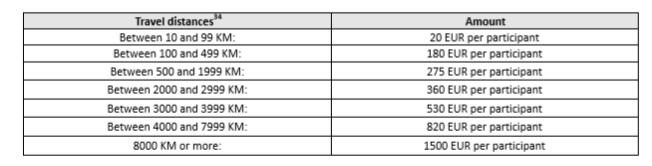 Travel distances³⁴ Amount
Between 10 and 99 KM: 20 EUR per participant
Between 100 and 499 KM: 180 EUR per participant
Between 500 and 1999 KM: 275 EUR per participant
Between 2000 and 2999 KM: 360 EUR per participant
Between 3000 and 3999 KM: 530 EUR per participant
Between 4000 and 7999 KM: 820 EUR per participant
8000 KM or more: 1500 EUR per participant